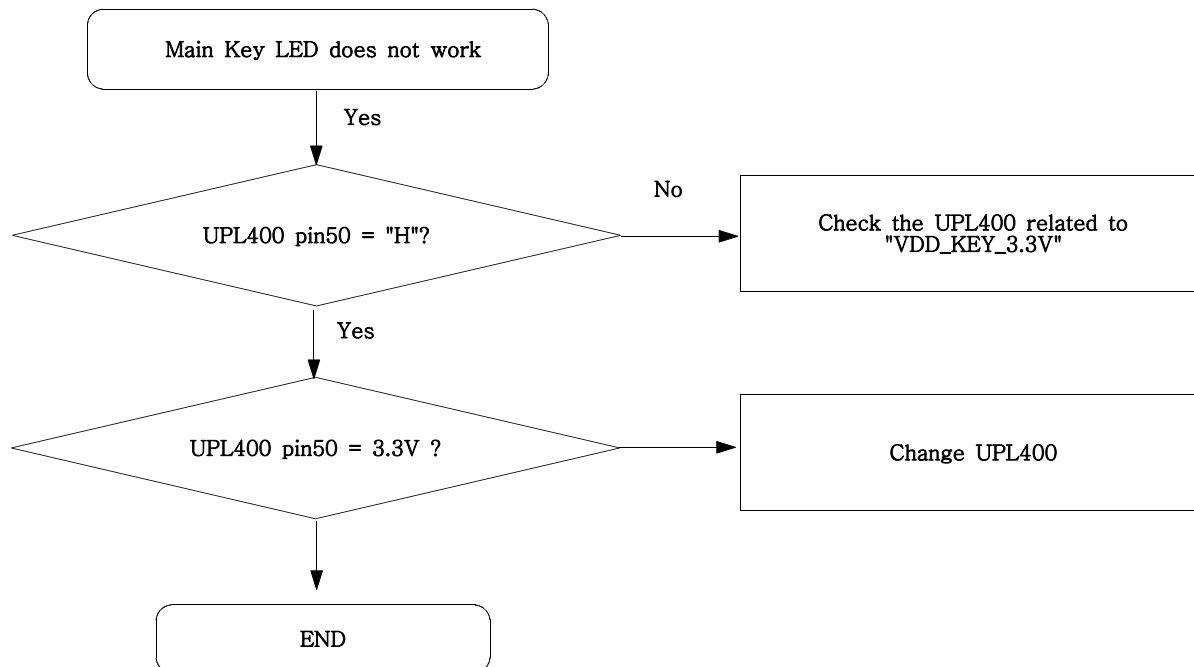 Main Key LED does not work
Yes
UPL400 pin50 = "H"?
No
Check the UPL400 related to
"VDD_KEY_3.3V"
Yes
UPL400 pin50 = 3.3V ?
Change UPL400
END